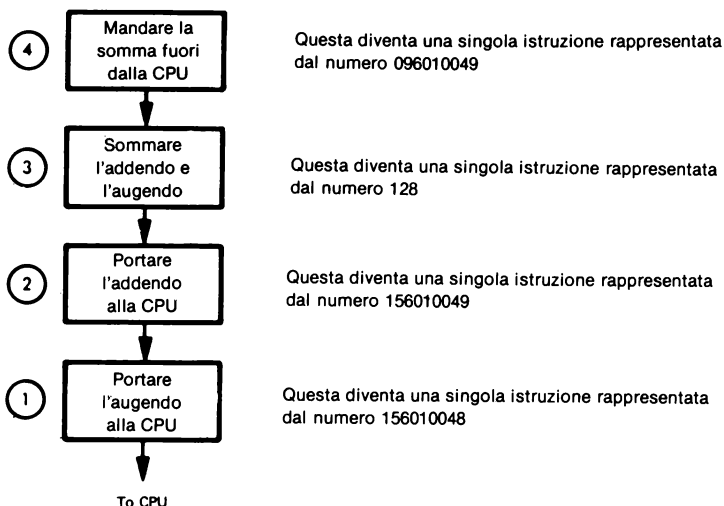 4
Mandare la
somma fuori
dalla CPU
Questa diventa una singola istruzione rappresentata
dal numero 096010049
3
Sommare
l'addendo e
l'augendo
Questa diventa una singola istruzione rappresentata
dal numero 128
2
Portare
l'addendo
alla CPU
Questa diventa una singola istruzione rappresentata
dal numero 156010049
1
Portare
l'augendo
alla CPU
Questa diventa una singola istruzione rappresentata
dal numero 156010048
To CPU